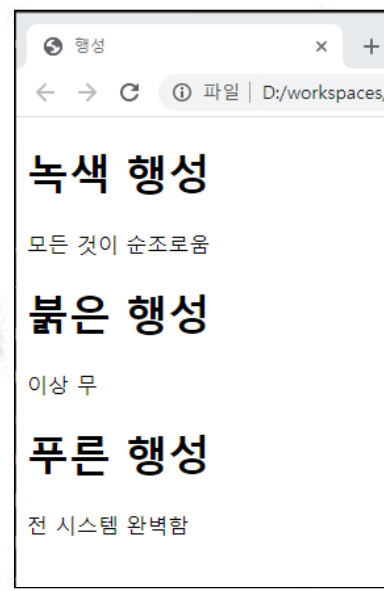 행성
파일 | D:/workspaces/
녹색 행성
모든 것이 순조로움
붉은 행성
이상 무
푸른 행성
전 시스템 완벽함